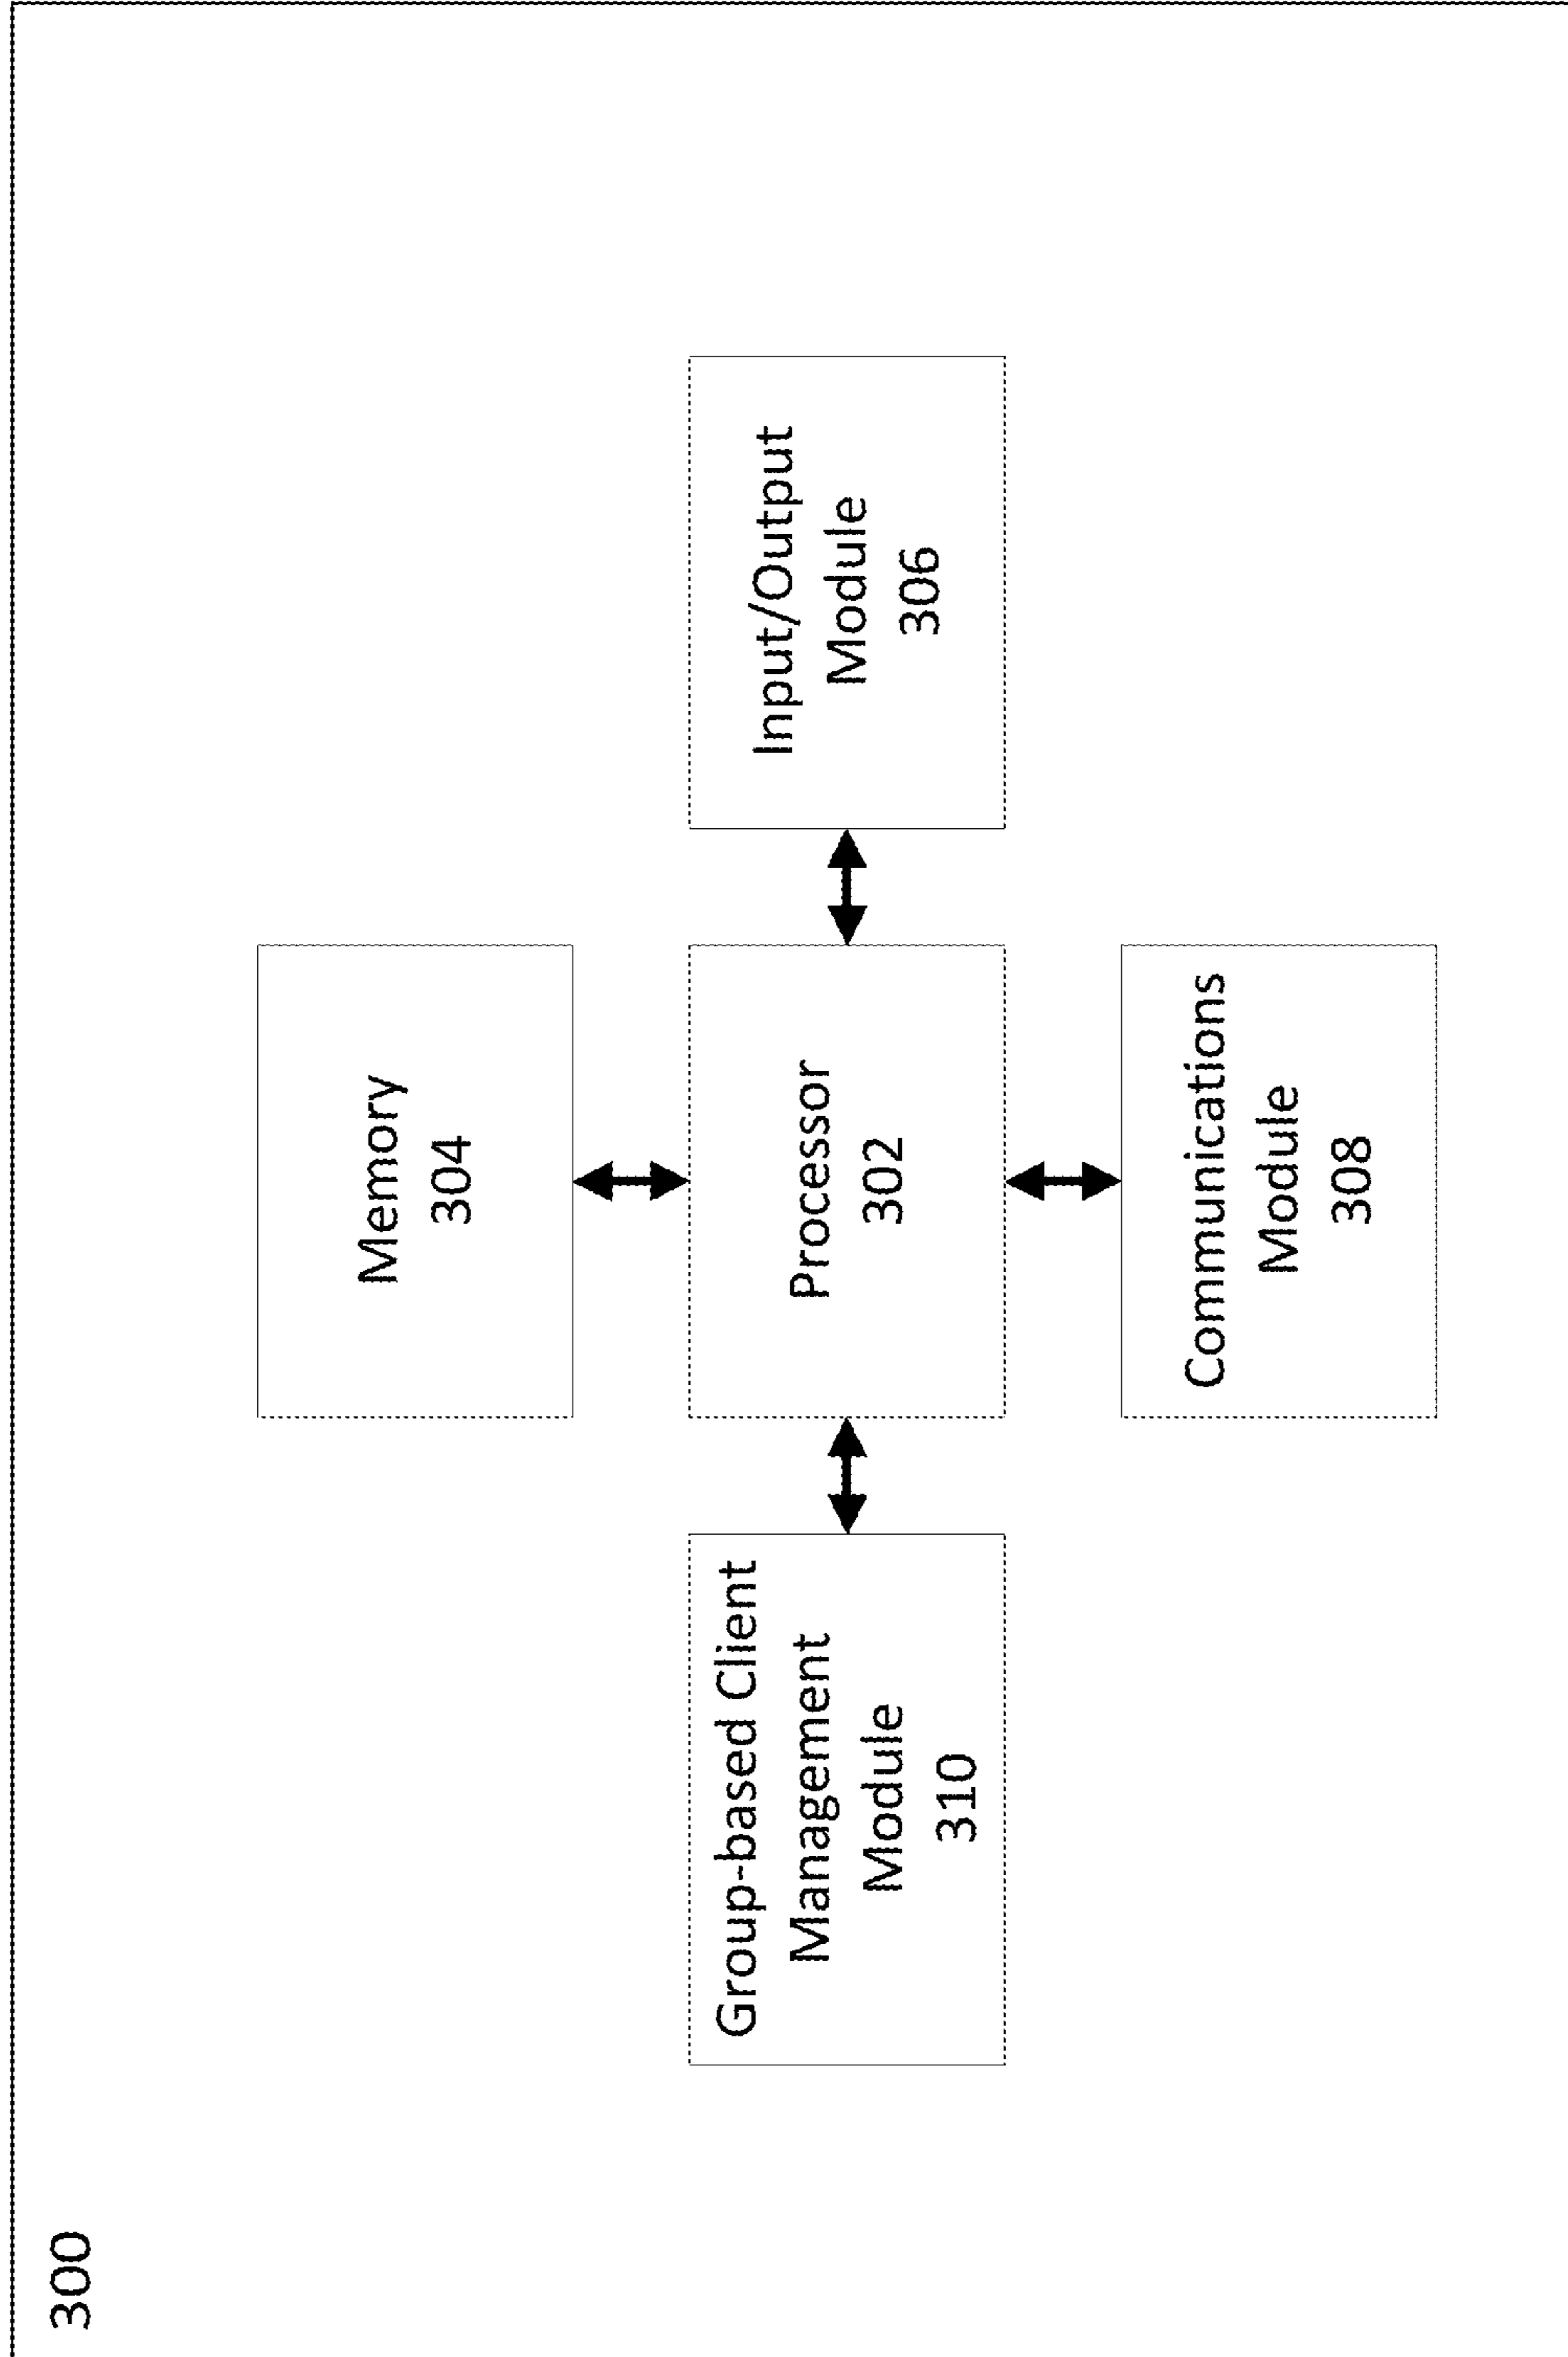 300
Memory
304
Group-based Client
Management
Module
310
Processor
302
Input/Output
Module
306
Communications
Module
308